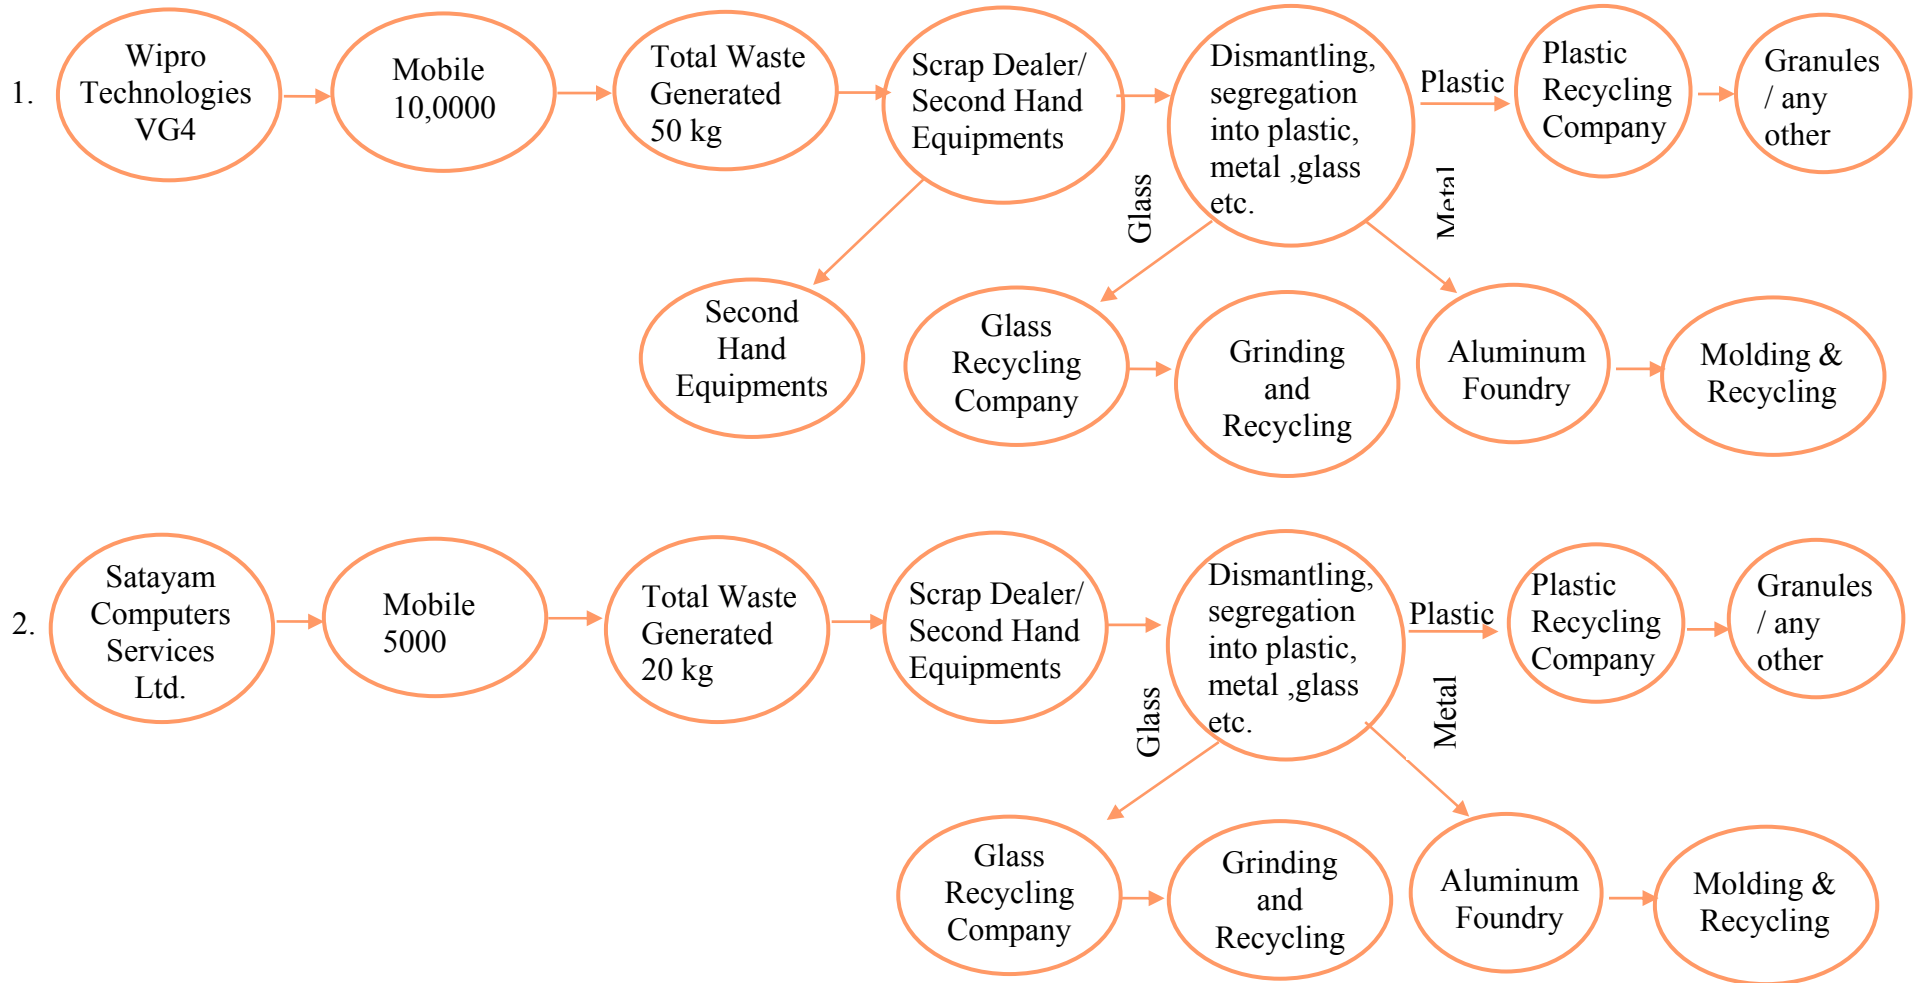 1.
Wipro
Technologies
VG4
Mobile
10,0000
Total Waste
Generated
50 kg
Scrap Dealer/
Second Hand
Equipments
Dismantling,
segregation
into plastic,
metal ,glass
etc.
Plastic
Plastic
Recycling
Company
Granules
/ any
other
Glass
Metal
Second
Hand
Equipments
Glass
Recycling
Company
Grinding
and
Recycling
Aluminum
Foundry
Molding &
Recycling
2.
Satayam
Computers
Services
Ltd.
Mobile
5000
Total Waste
Generated
20 kg
Scrap Dealer/
Second Hand
Equipments
Dismantling,
segregation
into plastic,
metal ,glass
etc.
Plastic
Plastic
Recycling
Company
Granules
/ any
other
Glass
Metal
Glass
Recycling
Company
Grinding
and
Recycling
Aluminum
Foundry
Molding &
Recycling